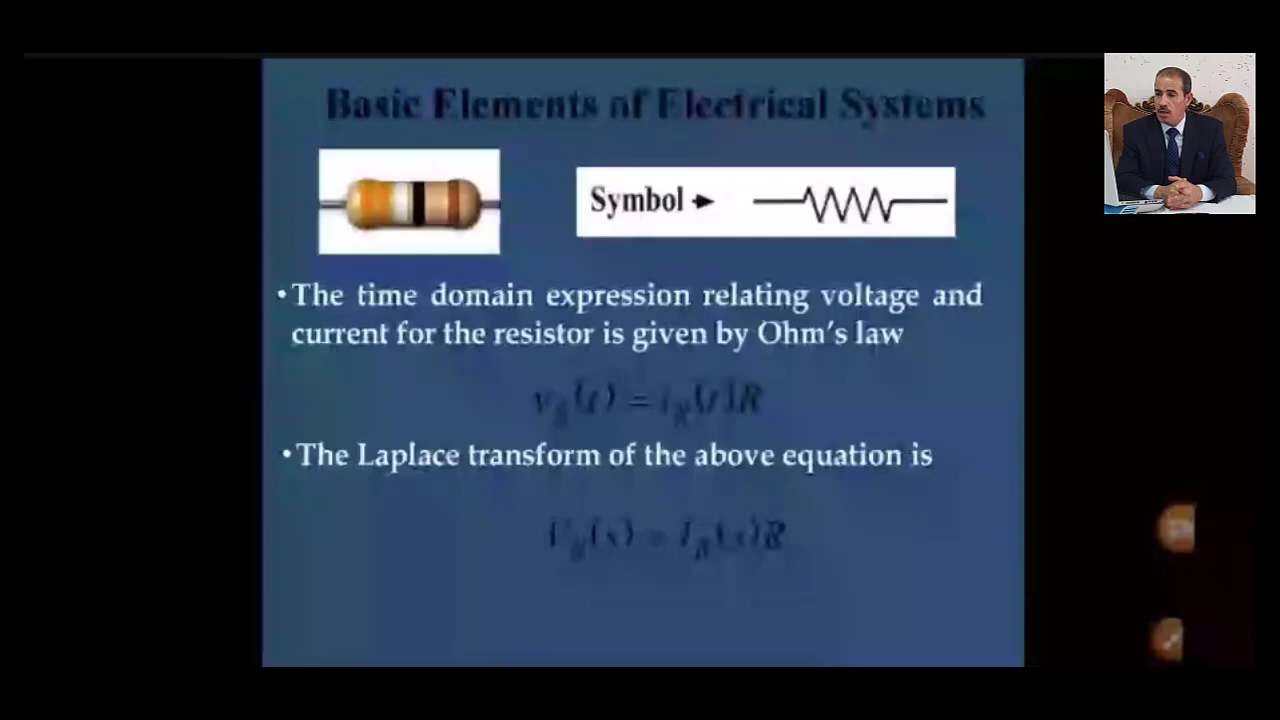 Basic Elements of Electrical Systems
Symbol
• The time domain expression relating voltage and
current for the resistor is given by Ohm's law
v_R(t) = i_R(t)R
• The Laplace transform of the above equation is
V_R(s) = I_R(s)R